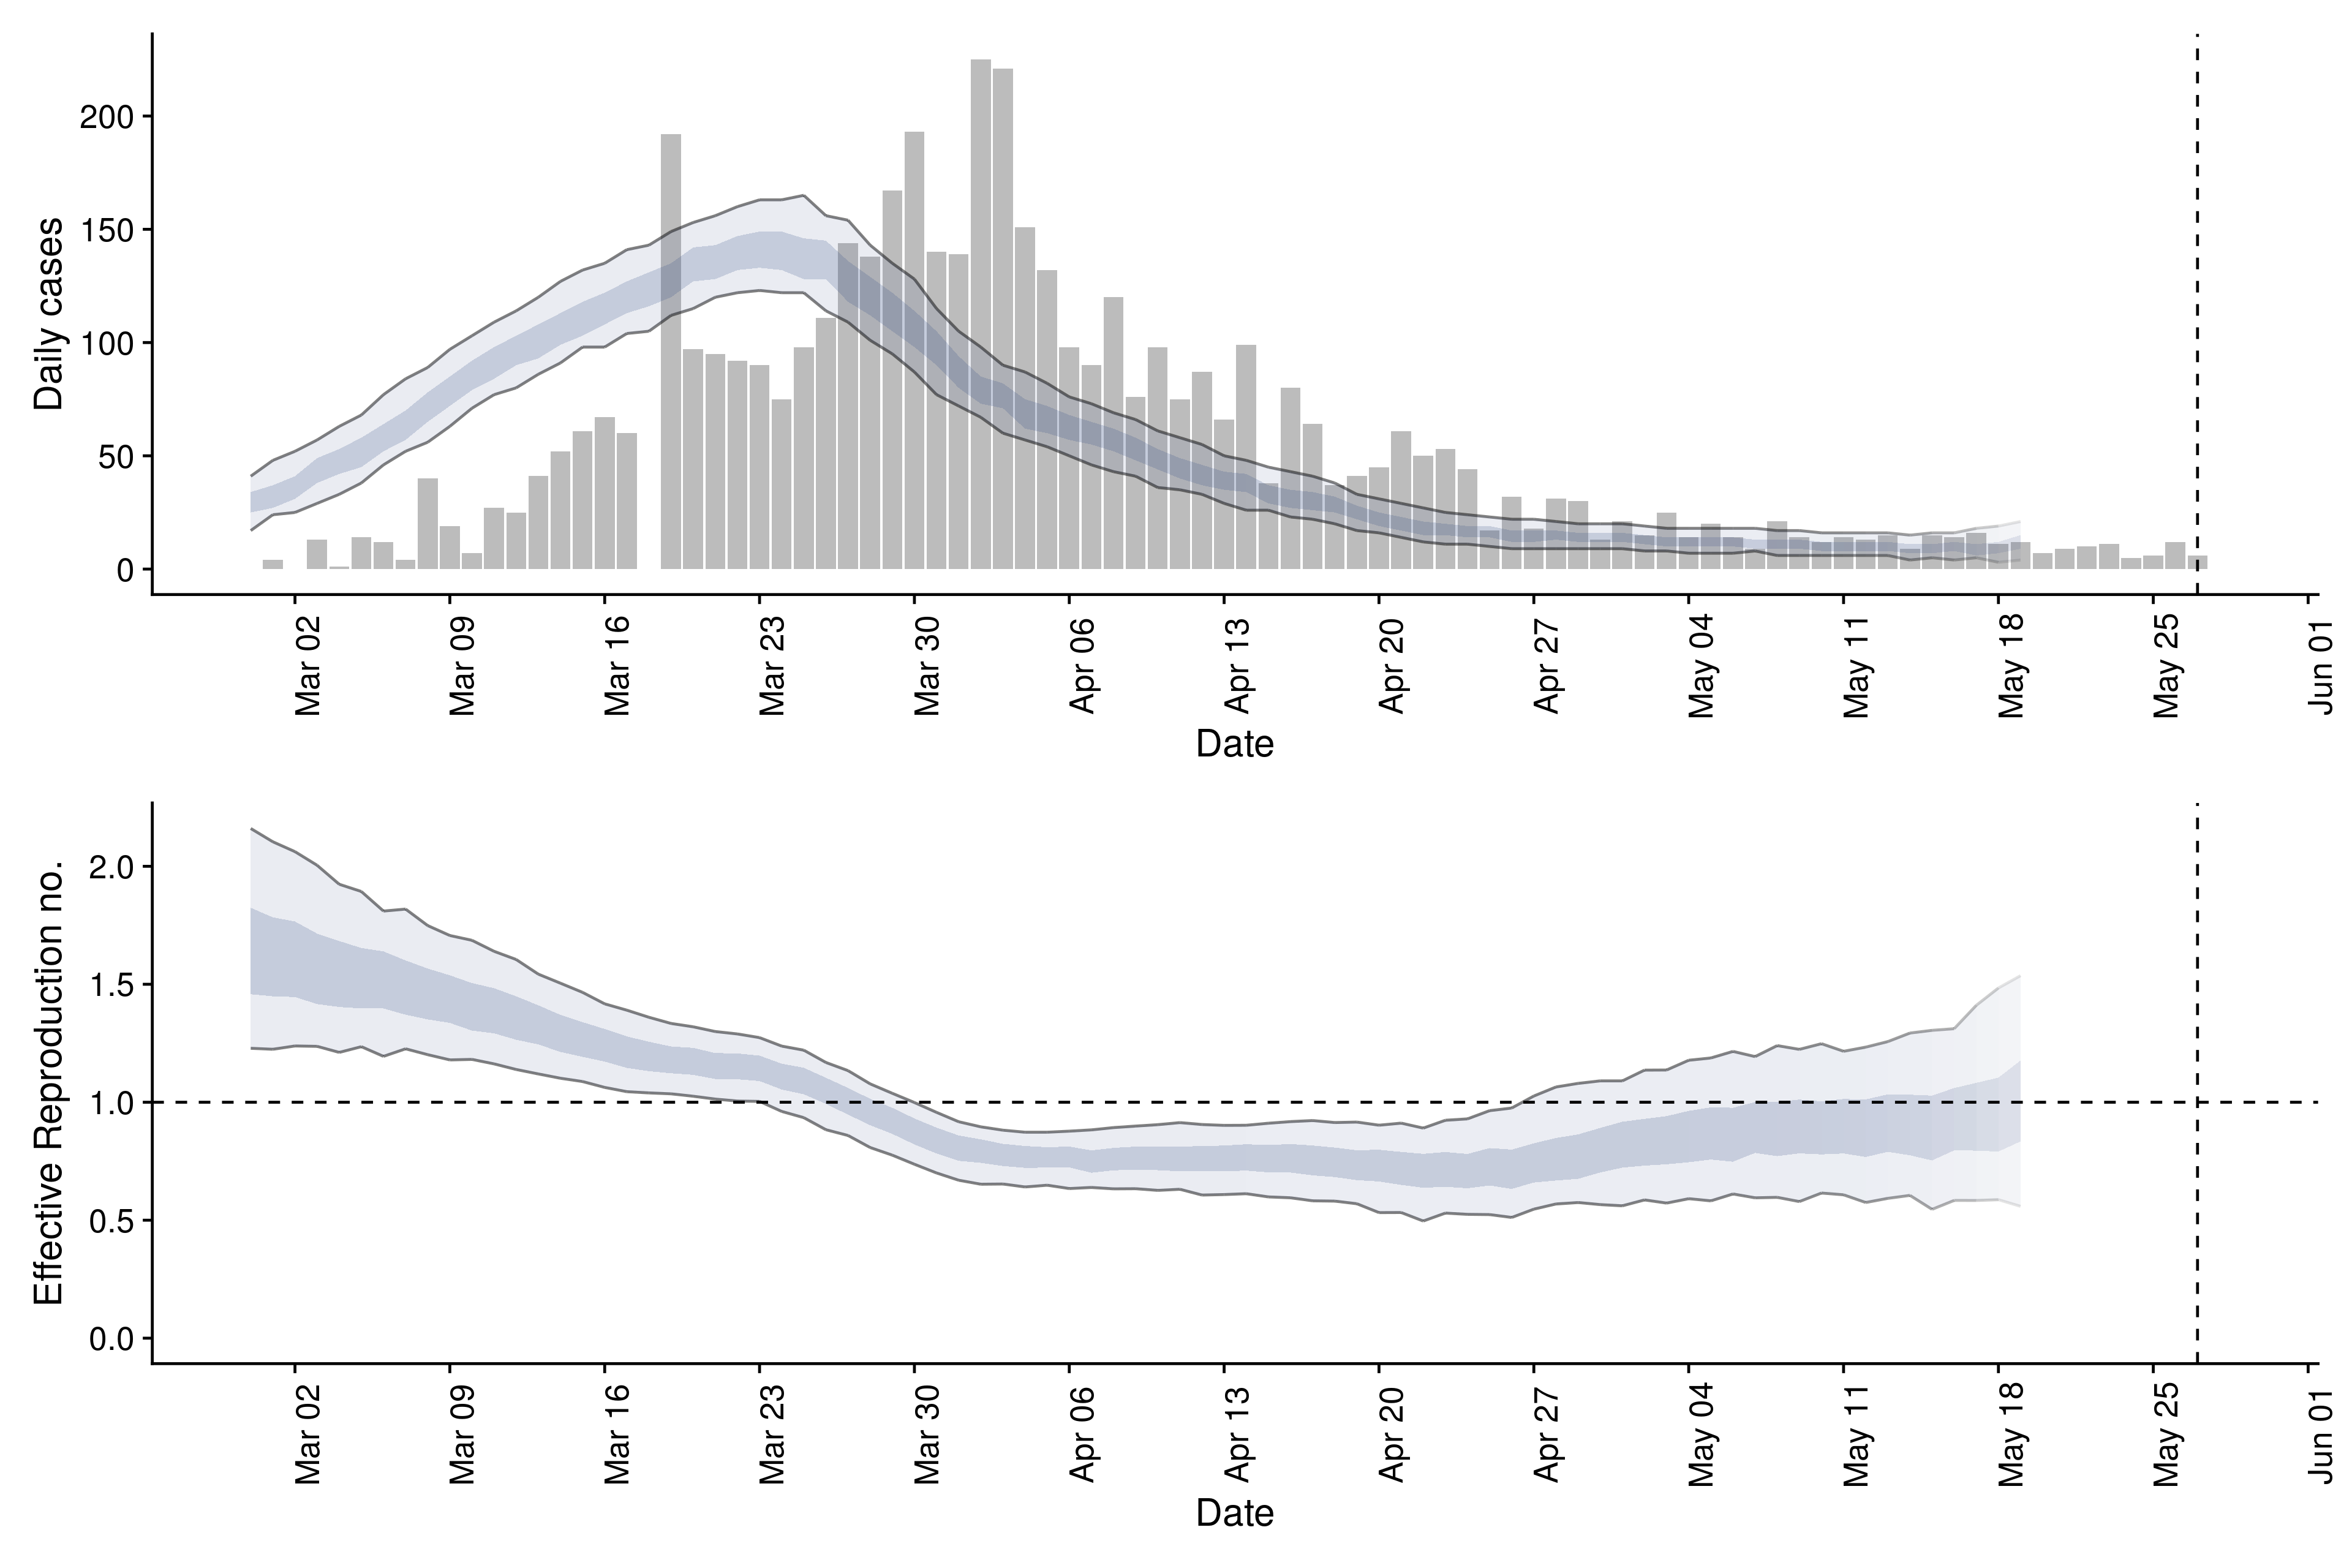 Daily cases
200
150
100
50
0
Mar 02
Mar 09
Mar 16
Mar 23
Mar 30
Apr 06
Apr 13
Apr 20
Apr 27
May 04
May 11
May 18
May 25
Jun 01
Date
Effective Reproduction no.
2.0
1.5
1.0
0.5
0.0
Mar 02
Mar 09
Mar 16
Mar 23
Mar 30
Apr 06
Apr 13
Apr 20
Apr 27
May 04
May 11
May 18
May 25
Jun 01
Date